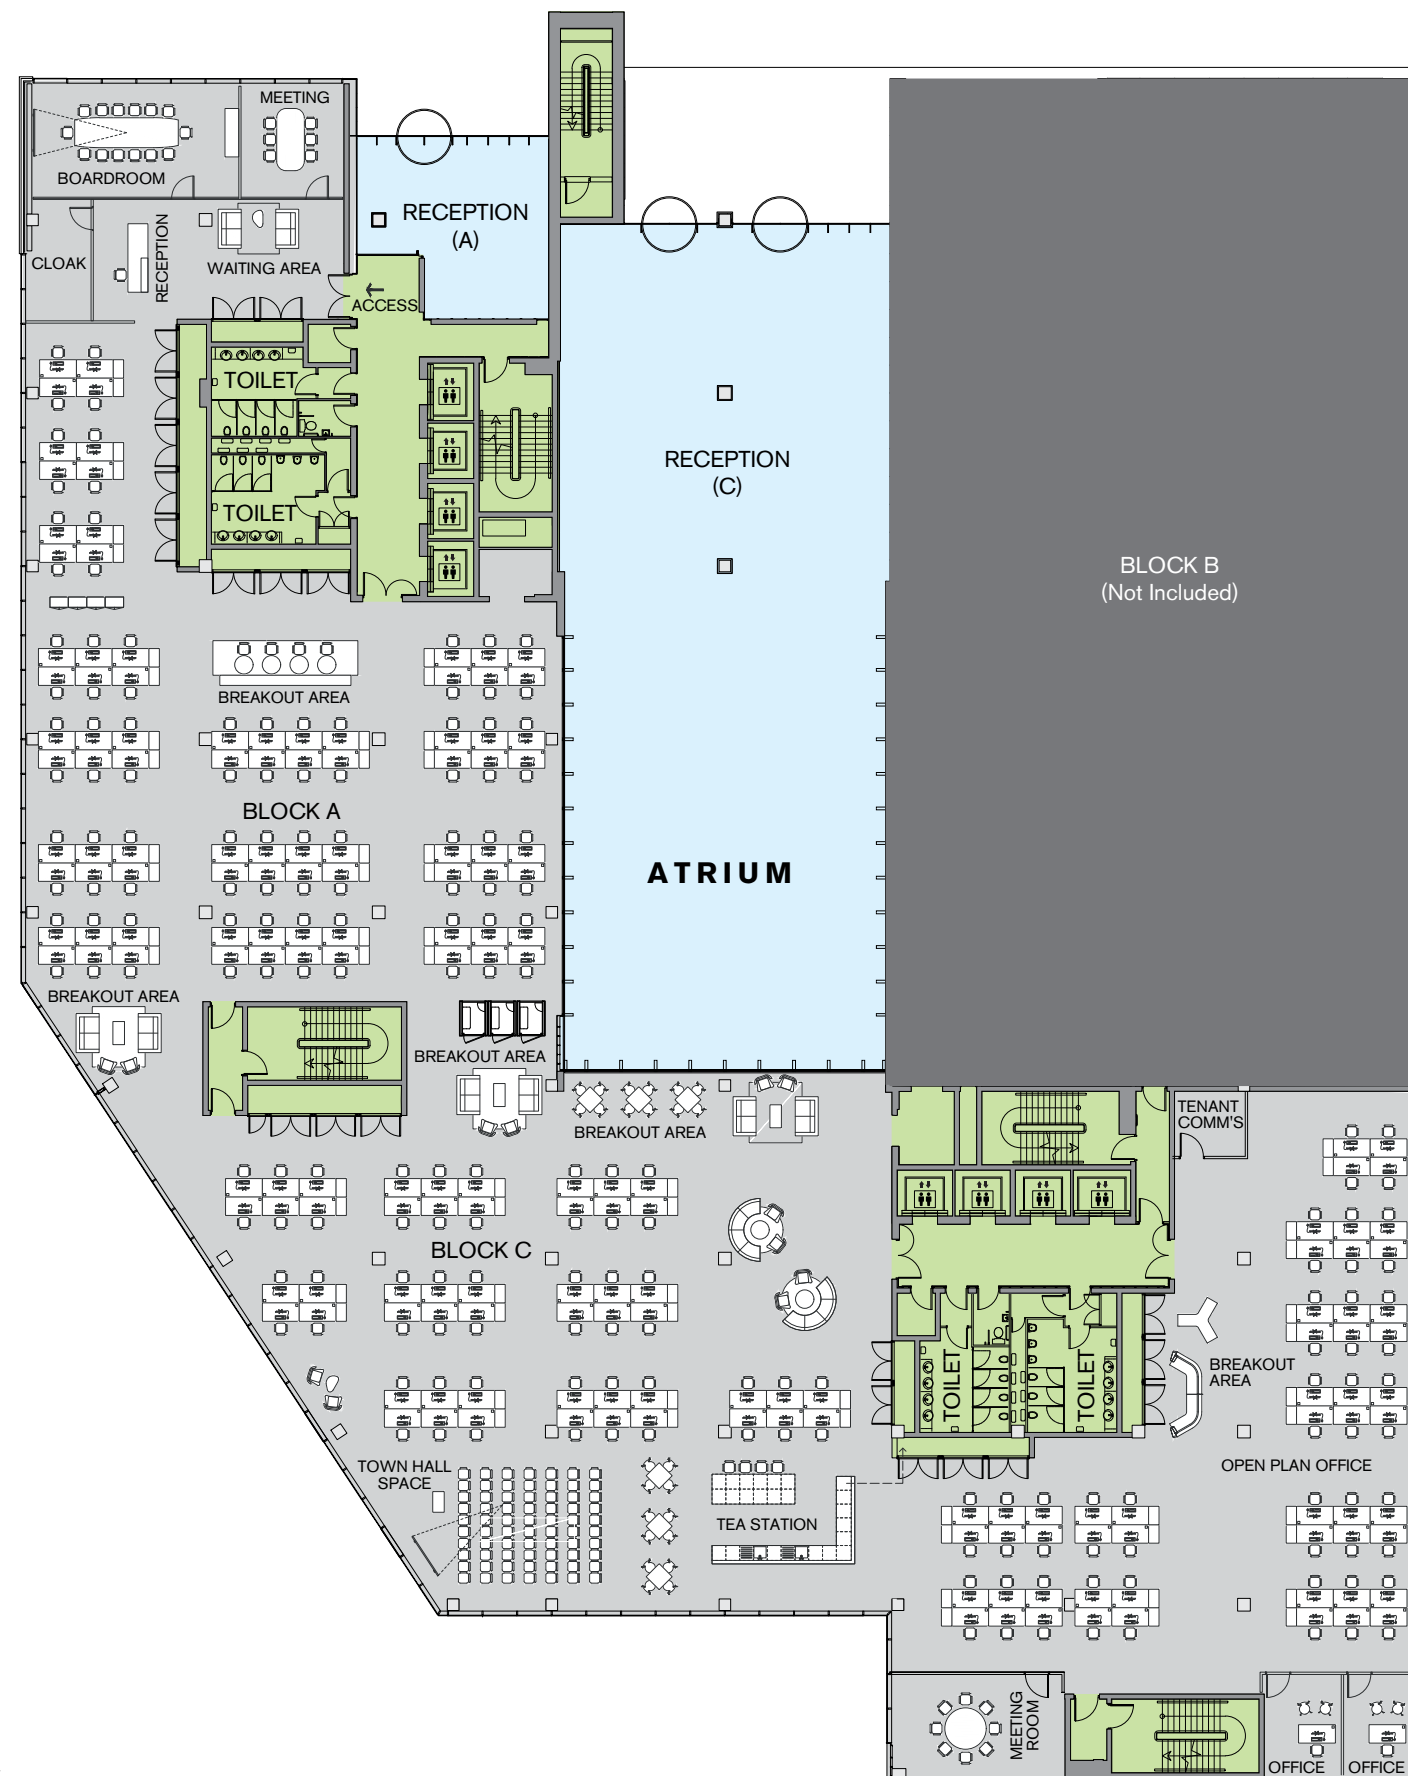 MEETING
BOARDROOM
RECEPTION
(A)
CLOAK
RECEPTION
WAITING AREA
ACCESS
TOILET
TOILET
RECEPTION
(C)
BLOCK B
(Not Included)
BREAKOUT AREA
BLOCK A
ATRIUM
BREAKOUT AREA
BREAKOUT AREA
BREAKOUT AREA
TENANT
COMM'S
BLOCK C
TOILET
TOILET
BREAKOUT
AREA
TOWN HALL
SPACE
OPEN PLAN OFFICE
TEA STATION
MEETING
ROOM
OFFICE
OFFICE